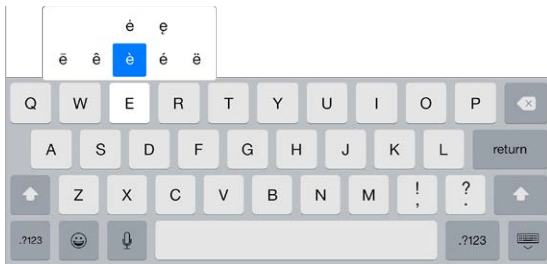 ė ę
ē ê è é ë
Q W E R T Y U I O P
A S D F G H J K L return
Z X C V B N M ! , ? .
.?123 .?123